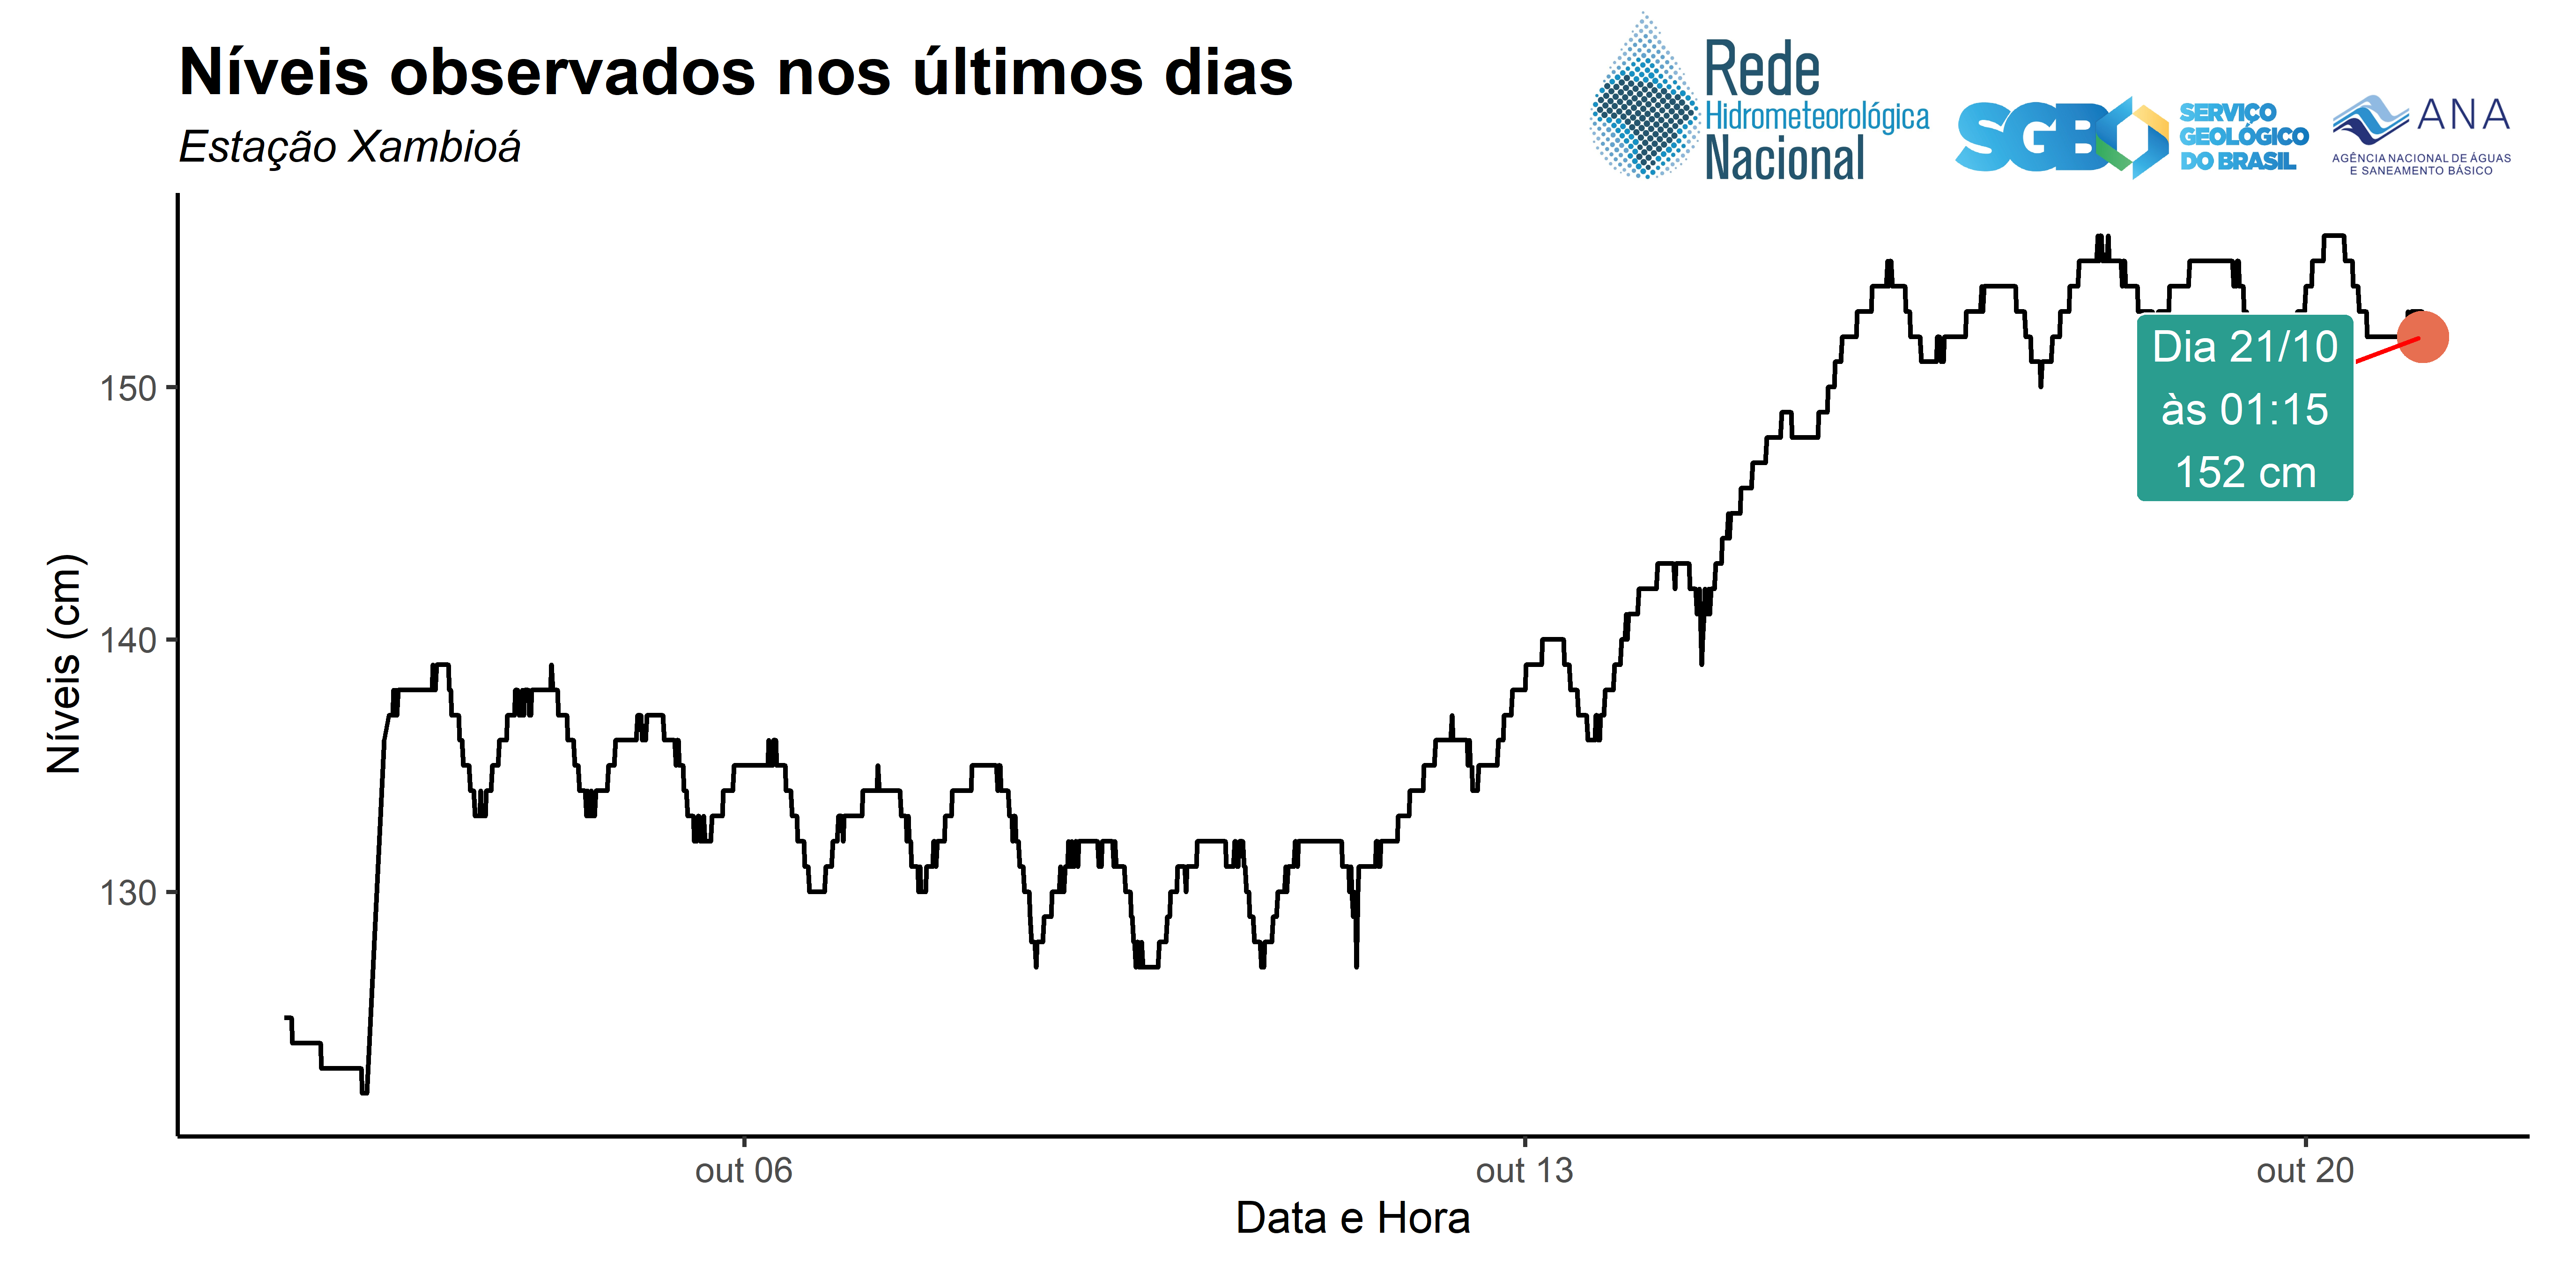 Níveis observados nos últimos dias
Estação Xambioá
Rede
Hidrometeorológica
Nacional
SGB
SERVIÇO
GEOLÓGICO
DO BRASIL
ANA
AGÊNCIA NACIONAL DE ÁGUAS
E SANEAMENTO BÁSICO
Níveis (cm)
150
140
130
Dia 21/10
às 01:15
152 cm
out 06
out 13
out 20
Data e Hora